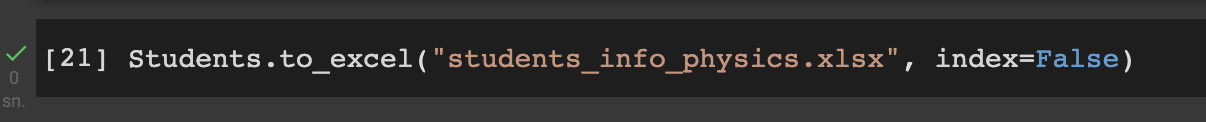 [21] Students.to_excel("students_info_physics.xlsx", index=False)
0
sn.